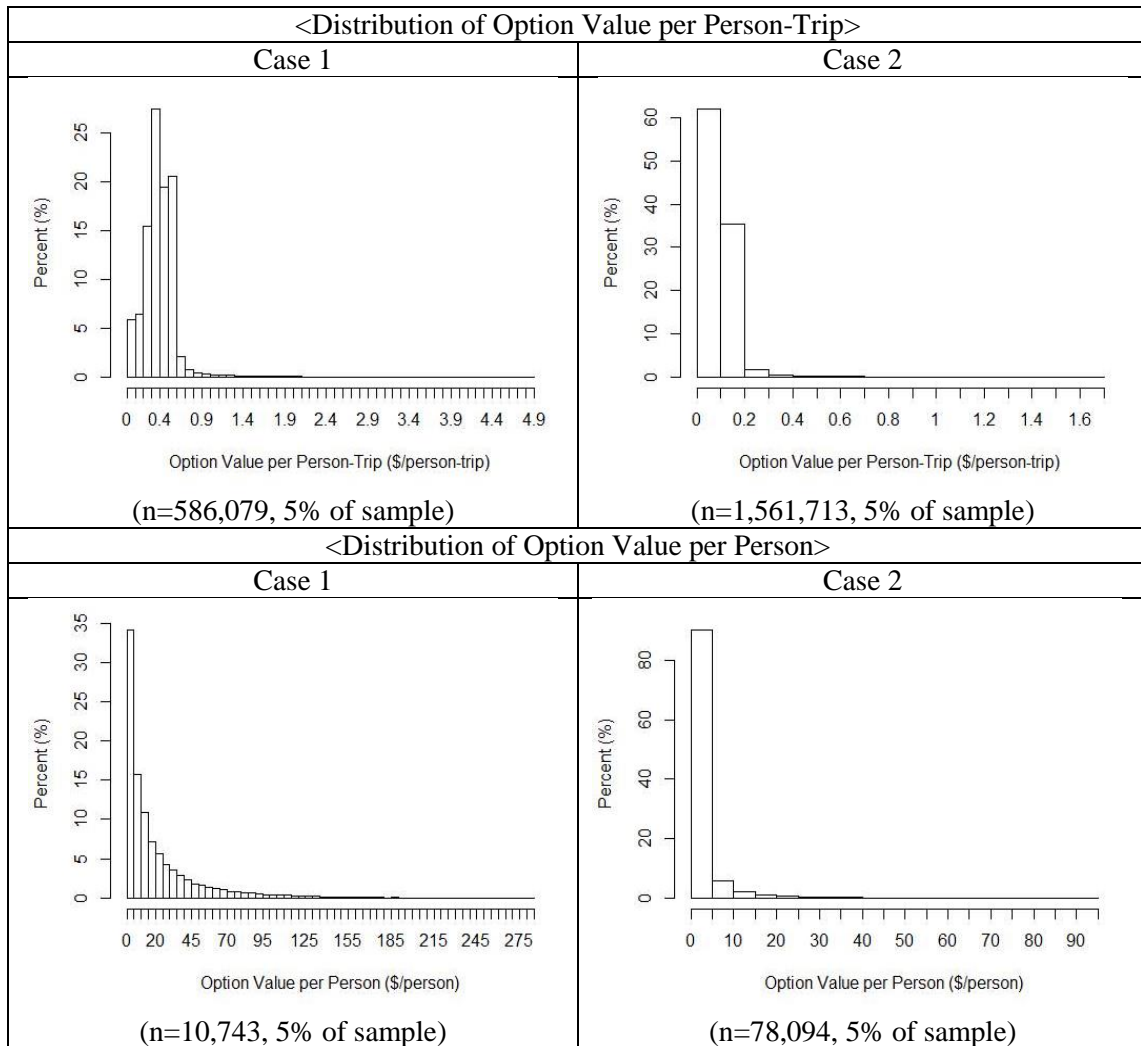 <Distribution of Option Value per Person-Trip>
Case 1
Case 2
Percent (%)
25
20
15
10
5
0
0 0.4 0.9 1.4 1.9 2.4 2.9 3.4 3.9 4.4 4.9
Option Value per Person-Trip ($/person-trip)
(n=586,079, 5% of sample)
Percent (%)
60
50
40
30
20
10
0
0 0.2 0.4 0.6 0.8 1 1.2 1.4 1.6
Option Value per Person-Trip ($/person-trip)
(n=1,561,713, 5% of sample)
<Distribution of Option Value per Person>
Case 1
Case 2
Percent (%)
35
30
25
20
15
10
5
0
0 20 45 70 95 125 155 185 215 245 275
Option Value per Person ($/person)
(n=10,743, 5% of sample)
Percent (%)
80
60
40
20
0
0 10 20 30 40 50 60 70 80 90
Option Value per Person ($/person)
(n=78,094, 5% of sample)